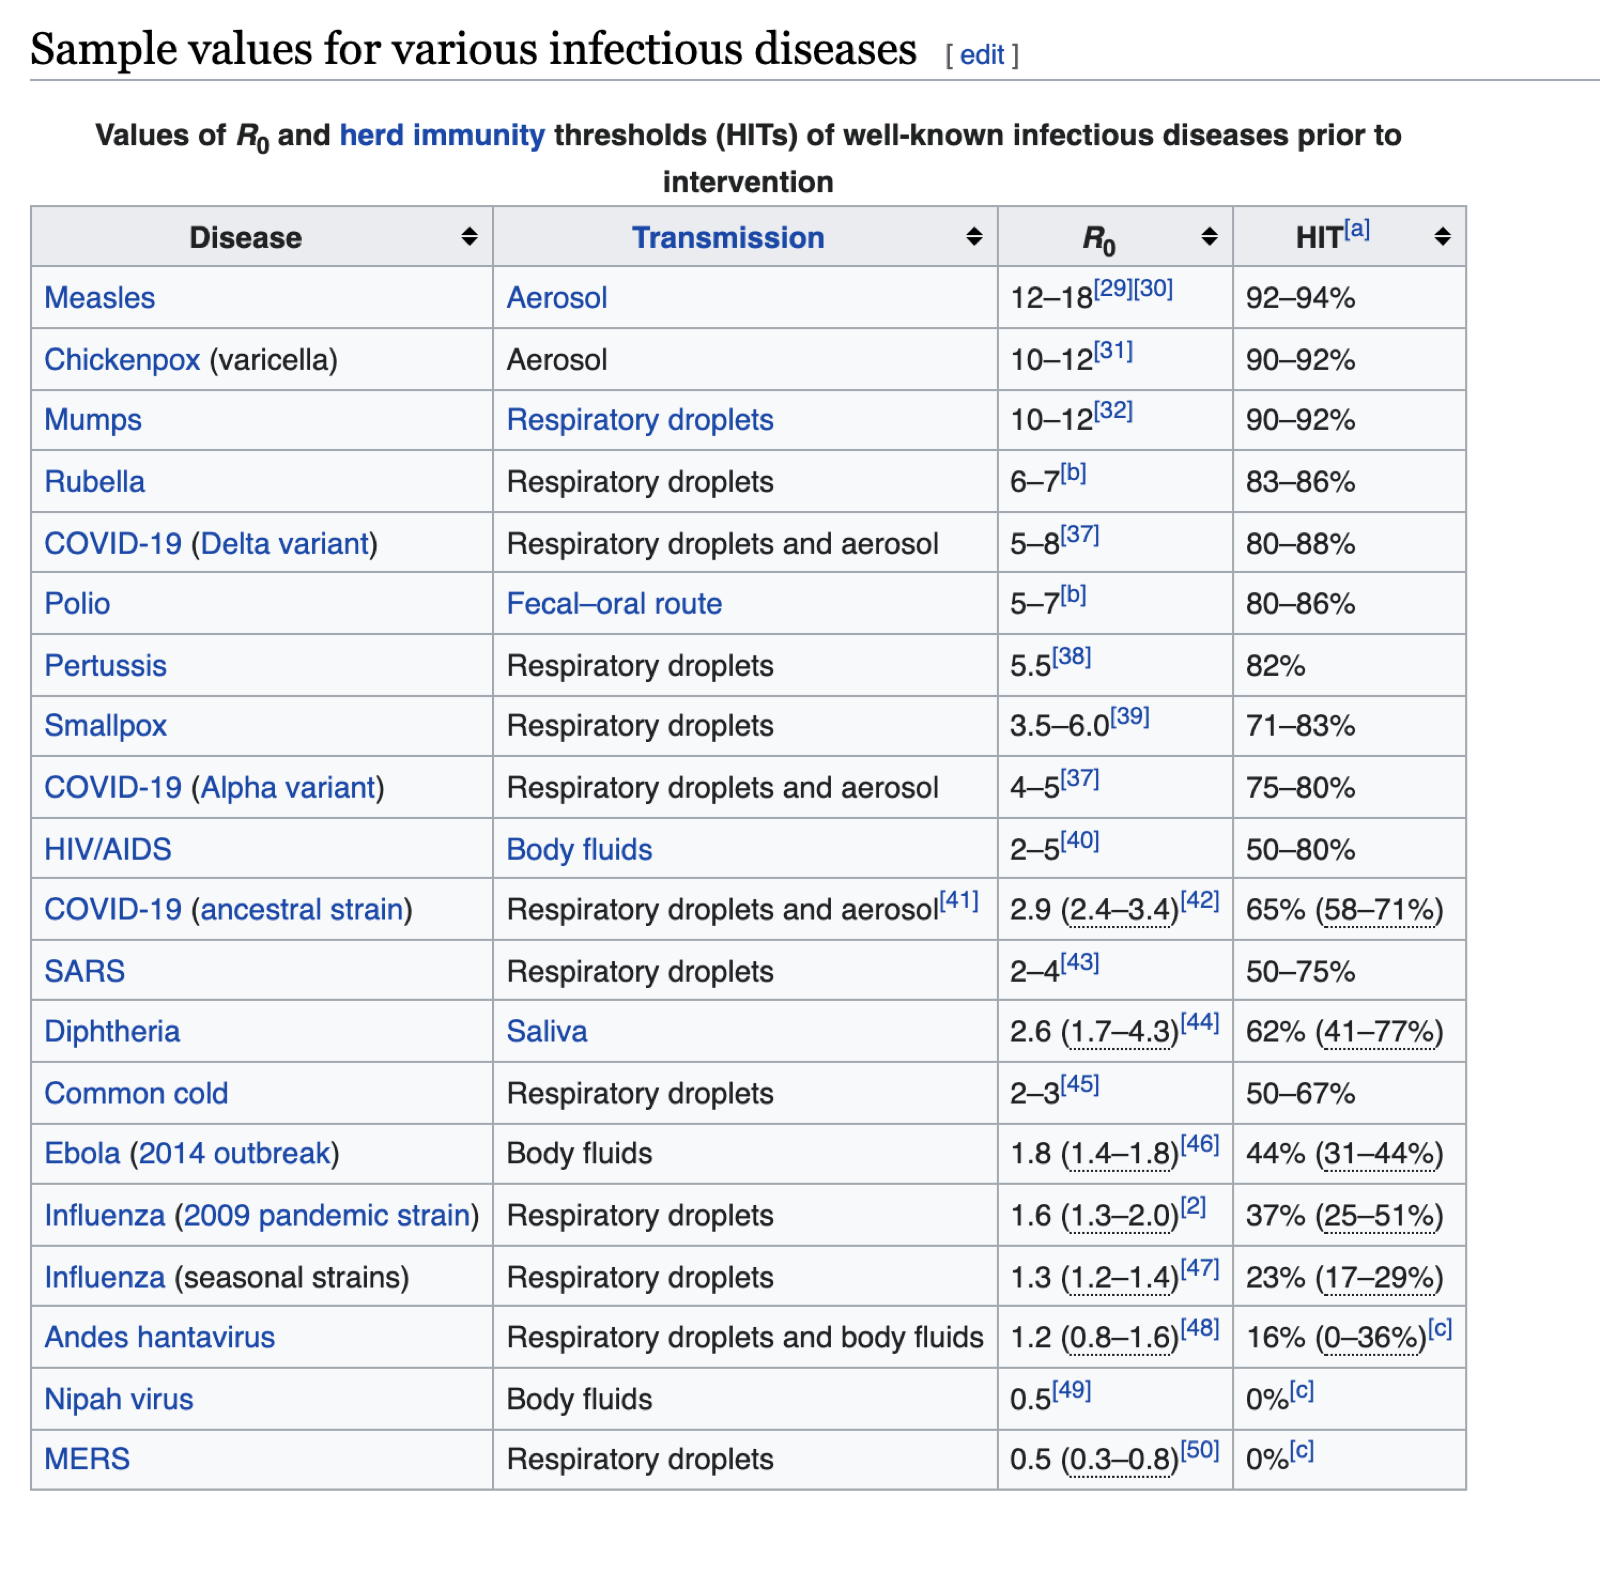 Sample values for various infectious diseases [ edit ]
Values of R0 and herd immunity thresholds (HITs) of well-known infectious diseases prior to
intervention
Disease Transmission R0 HIT[a]
Measles Aerosol 12–18[29][30] 92–94%
Chickenpox (varicella) Aerosol 10–12[31] 90–92%
Mumps Respiratory droplets 10–12[32] 90–92%
Rubella Respiratory droplets 6–7[b] 83–86%
COVID-19 (Delta variant) Respiratory droplets and aerosol 5–8[37] 80–88%
Polio Fecal–oral route 5–7[b] 80–86%
Pertussis Respiratory droplets 5.5[38] 82%
Smallpox Respiratory droplets 3.5–6.0[39] 71–83%
COVID-19 (Alpha variant) Respiratory droplets and aerosol 4–5[37] 75–80%
HIV/AIDS Body fluids 2–5[40] 50–80%
COVID-19 (ancestral strain) Respiratory droplets and aerosol[41] 2.9 (2.4–3.4)[42] 65% (58–71%)
SARS Respiratory droplets 2–4[43] 50–75%
Diphtheria Saliva 2.6 (1.7–4.3)[44] 62% (41–77%)
Common cold Respiratory droplets 2–3[45] 50–67%
Ebola (2014 outbreak) Body fluids 1.8 (1.4–1.8)[46] 44% (31–44%)
Influenza (2009 pandemic strain) Respiratory droplets 1.6 (1.3–2.0)[2] 37% (25–51%)
Influenza (seasonal strains) Respiratory droplets 1.3 (1.2–1.4)[47] 23% (17–29%)
Andes hantavirus Respiratory droplets and body fluids 1.2 (0.8–1.6)[48] 16% (0–36%)[c]
Nipah virus Body fluids 0.5[49] 0%[c]
MERS Respiratory droplets 0.5 (0.3–0.8)[50] 0%[c]